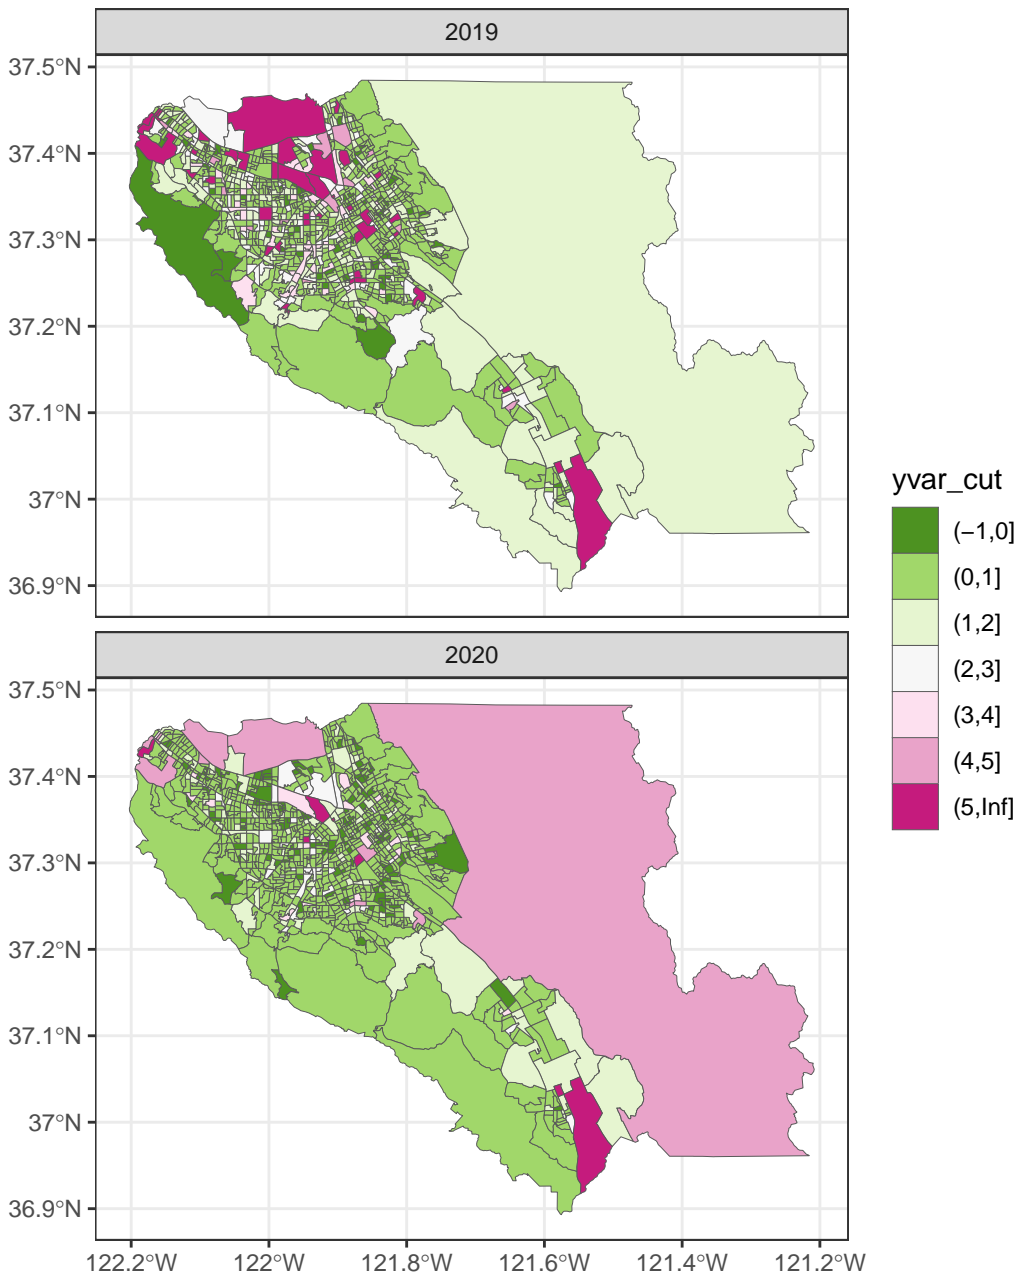 2019
37.5°N
37.4°N
37.3°N
37.2°N
37.1°N
37°N
36.9°N
yvar_cut
(−1,0]
(0,1]
(1,2]
(2,3]
(3,4]
(4,5]
(5,Inf]
2020
37.5°N
37.4°N
37.3°N
37.2°N
37.1°N
37°N
36.9°N
122.2°W 122°W 121.8°W 121.6°W 121.4°W 121.2°W